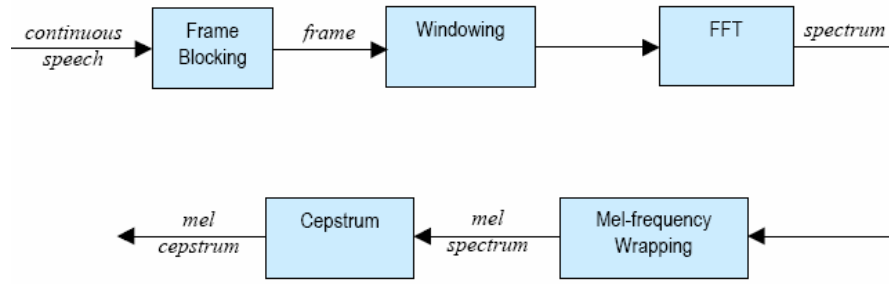 continuous
speech
Frame
Blocking
frame
Windowing
FFT
spectrum
mel
cepstrum
Cepstrum
mel
spectrum
Mel-frequency
Wrapping